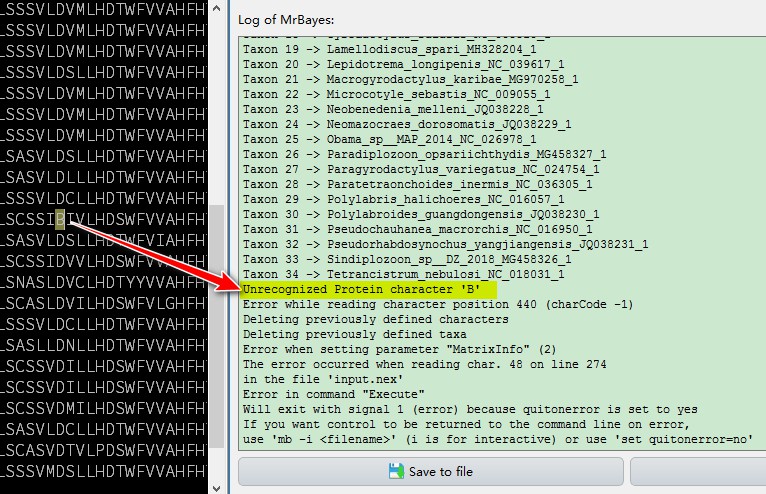 LSSSVLDVMLHDTWFVVAHFH
LSSSVLDVMLHDTWFVVAHFH
LSSSVLDVMLHDTWFVVAHFH
LSSSVLDSLLHDTWFVVAHFH
LSSSVLDVMLHDTWFVVAHFH
LSSSVLDVMLHDTWFVVAHFH
LSSSVLDVMLHDTWFVVAHFH
LSASVLDSLLHDTWFVVAHFH
LSASVLDLLLHDTWFVVAHFH
LSSSVLDCLLHDTWFVVAHFH
LSCSSIBIVLHDSWFVVAHFH
LSASVLDSLLHDTWFVIAHFH
LSCSSIDVVLHDSWFVVAHFH
LSNASLDVCLHDTYYVVAHFH
LSCASLDVILHDSWFVLGHFH
LSSSVLDCLLHDTWFVVAHFH
LSASLLDNLLHDTWFVVAHFH
LSCSSVDILLHDSWFVVAHFH
LSCSSVDILLHDSWFVVAHFH
LSCSSVDMILHDSWFVVAHFH
LSASVLDCLLHDTWFVVAHFH
LSCASVDTVLPDSWFVVAHFH
LSSSVMDSLLHDTWFVVAHFH
Log of MrBayes:
Taxon 19 -> Lamellodiscus_spari_MH328204_1
Taxon 20 -> Lepidotrema_longipenis_NC_039617_1
Taxon 21 -> Macrogyrodactylus_karibae_MG970258_1
Taxon 22 -> Microcotyle_sebastis_NC_009055_1
Taxon 23 -> Neobenedenia_melleni_JQ038228_1
Taxon 24 -> Neomazocraes_dorosomatis_JQ038229_1
Taxon 25 -> Obama_sp__MAP_2014_NC_026978_1
Taxon 26 -> Paradiplozoon_opsariichthydis_MG458327_1
Taxon 27 -> Paragyrodactylus_variegatus_NC_024754_1
Taxon 28 -> Paratetraonchoides_inermis_NC_036305_1
Taxon 29 -> Polylabris_halichoeres_NC_016057_1
Taxon 30 -> Polylabroides_guangdongensis_JQ038230_1
Taxon 31 -> Pseudochauhanea_macrorchis_NC_016950_1
Taxon 32 -> Pseudorhabdosynochus_yangjiangensis_JQ038231_1
Taxon 33 -> Sindiplozoon_sp__DZ_2018_MG458326_1
Taxon 34 -> Tetrancistrum_nebulosi_NC_018031_1
Unrecognized Protein character 'B'
Error while reading character position 440 (charCode -1)
Deleting previously defined characters
Deleting previously defined taxa
Error when setting parameter "MatrixInfo" (2)
The error occurred when reading char. 48 on line 274
in the file 'input.nex'
Error in command "Execute"
Will exit with signal 1 (error) because quitonerror is set to yes
If you want control to be returned to the command line on error,
use 'mb -i <filename>' (i is for interactive) or use 'set quitonerror=no'
Save to file